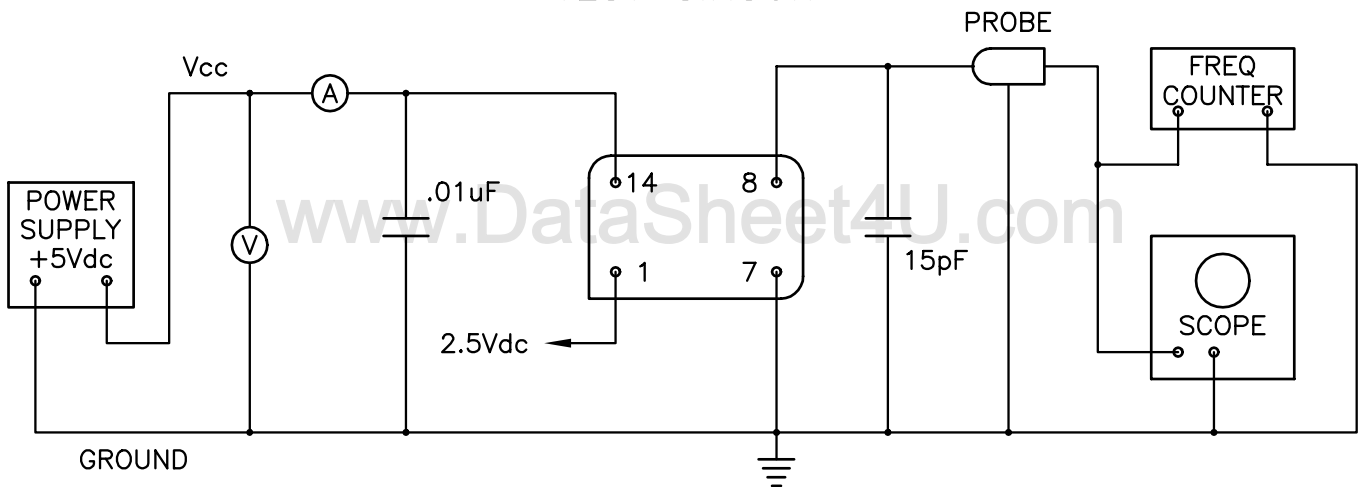 PROBE
Vcc
A
FREQ
COUNTER
POWER
SUPPLY
+5Vdc
V
.01uF
14
8
1
7
15pF
2.5Vdc
SCOPE
GROUND
www.DataSheet4U.com